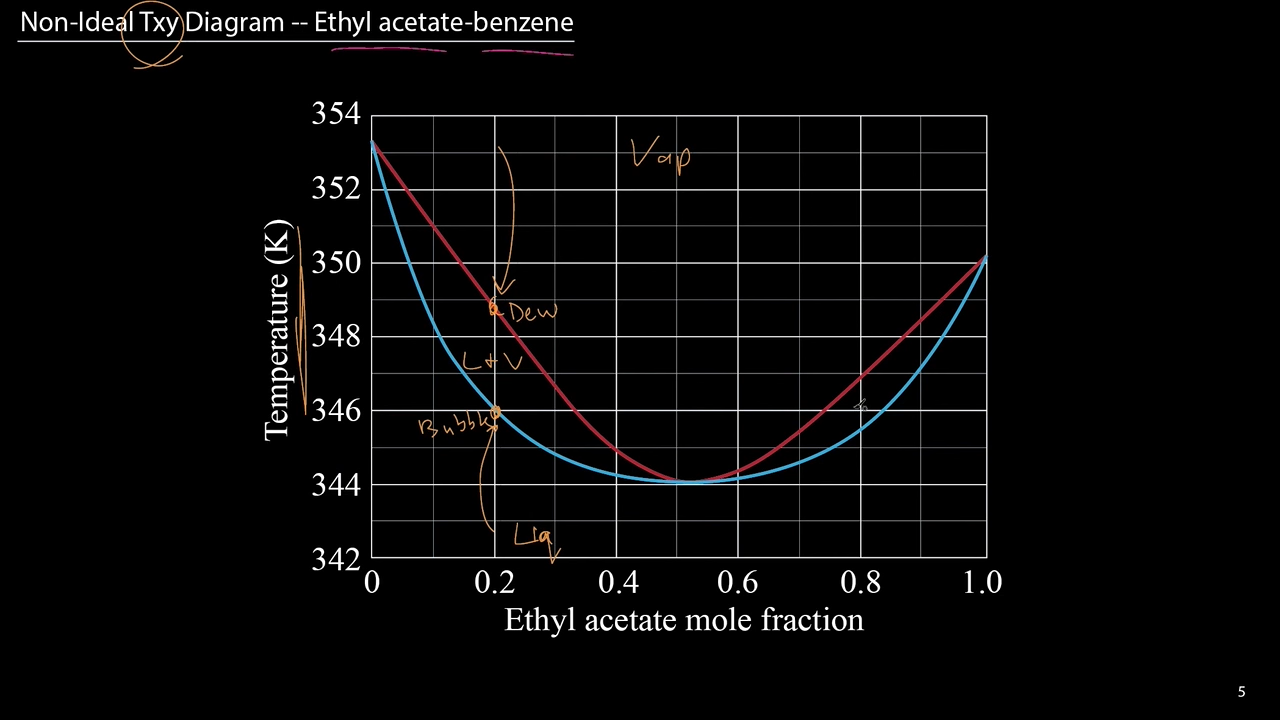 Non-Ideal Txy Diagram -- Ethyl acetate-benzene
354
Vap
352
350
Dew
348
L+V
346
Bubble
344
Liq
342
0 0.2 0.4 0.6 0.8 1.0
Temperature (K)
Ethyl acetate mole fraction
5